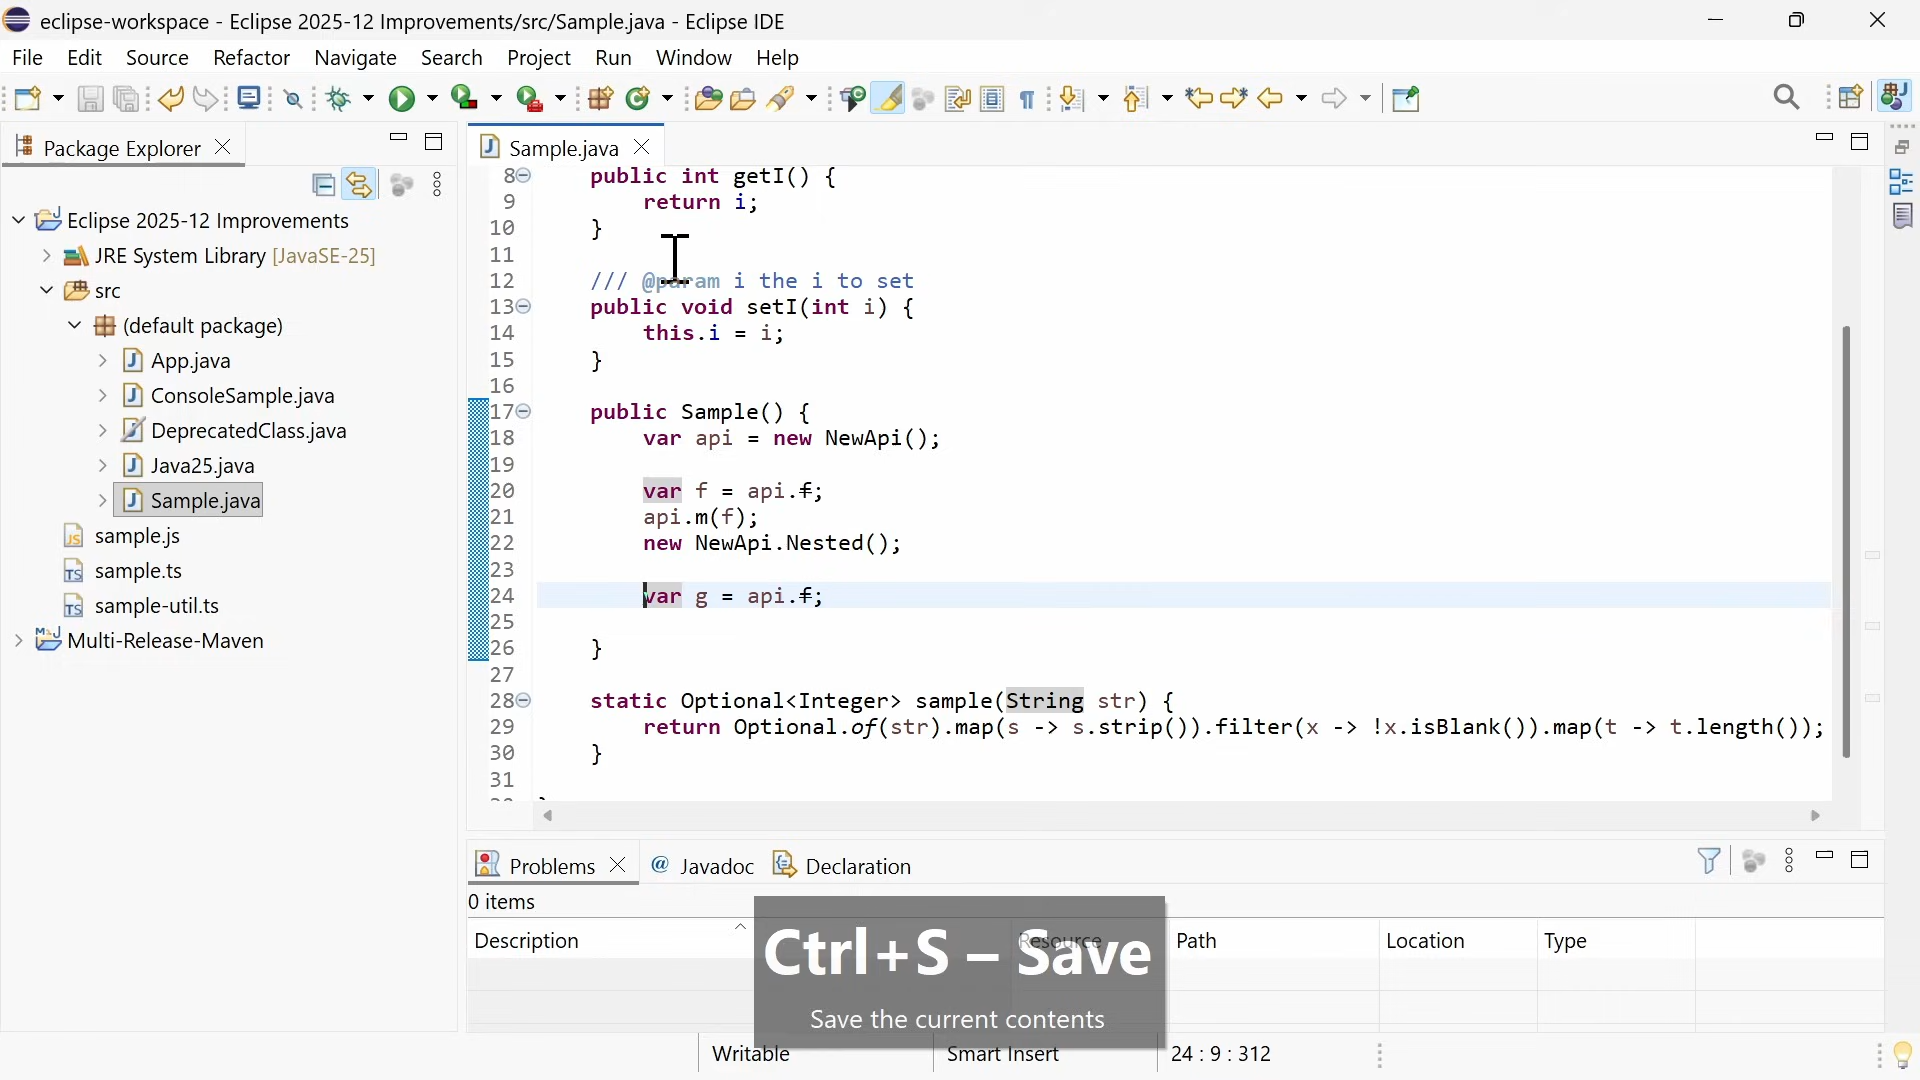 eclipse-workspace - Eclipse 2025-12 Improvements/src/Sample.java - Eclipse IDE
File Edit Source Refactor Navigate Search Project Run Window Help
Package Explorer
Eclipse 2025-12 Improvements
JRE System Library [JavaSE-25]
src
(default package)
App.java
ConsoleSample.java
DeprecatedClass.java
Java25.java
Sample.java
sample.js
sample.ts
sample-util.ts
Multi-Release-Maven
Sample.java
8 public int getI() {
9 return i;
10 }
11
12 /// @param i the i to set
13 public void setI(int i) {
14 this.i = i;
15 }
16
17 public Sample() {
18 var api = new NewApi();
19
20 var f = api.f;
21 api.m(f);
22 new NewApi.Nested();
23
24 var g = api.f;
25
26 }
27
28 static Optional<Integer> sample(String str) {
29 return Optional.of(str).map(s -> s.strip()).filter(x -> !x.isBlank()).map(t -> t.length());
30 }
31
Problems @ Javadoc Declaration
0 items
Description Resource Path Location Type
Ctrl+S – Save
Save the current contents
Writable Smart Insert 24 : 9 : 312